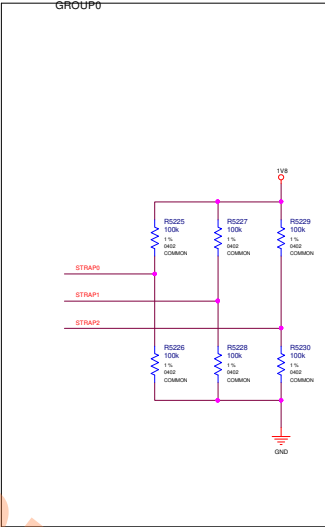 GROUP0
1V8
R5225
100k
1 %
0402
COMMON
R5227
100k
1 %
0402
COMMON
R5229
100k
1 %
0402
COMMON
STRAP0
STRAP1
STRAP2
R5226
100k
1 %
0402
COMMON
R5228
100k
1 %
0402
COMMON
R5230
100k
1 %
0402
COMMON
GND